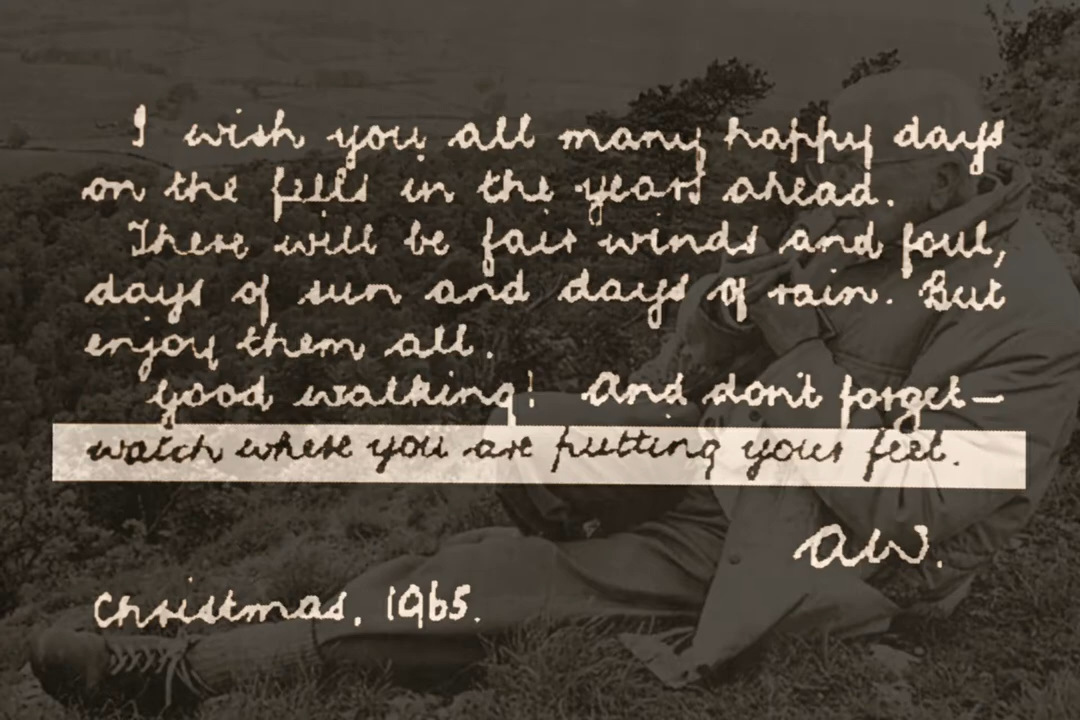 I wish you all many happy days
on the fells in the years ahead.
There will be fair winds and foul,
days of sun and days of rain. But
enjoy them all.
Good walking! And don't forget—
watch where you are putting your feet.
AW.
Christmas, 1965.